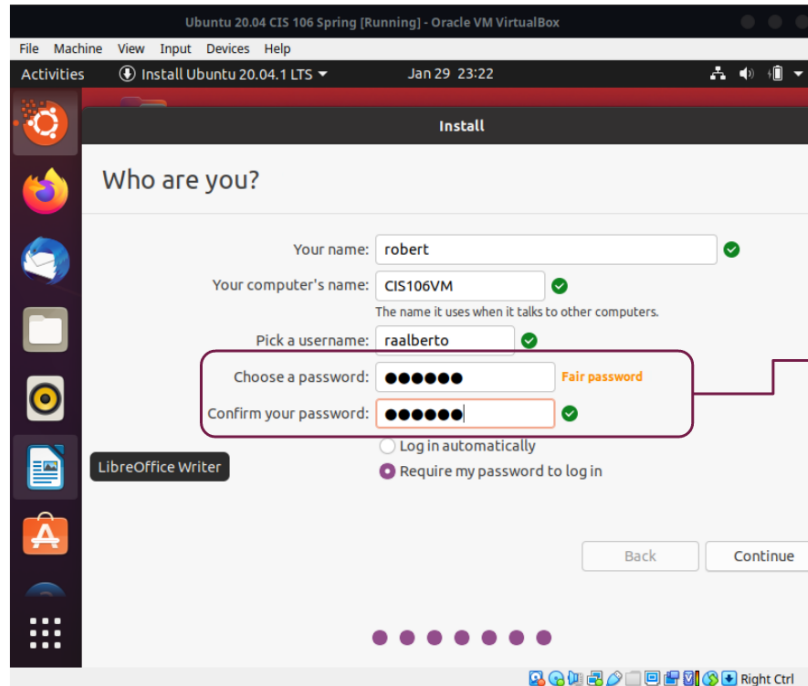 Ubuntu 20.04 CIS 106 Spring [Running] - Oracle VM VirtualBox
File Machine View Input Devices Help
Activities Install Ubuntu 20.04.1 LTS Jan 29 23:22
Install
Who are you?
Your name: robert
Your computer's name: CIS106VM
The name it uses when it talks to other computers.
Pick a username: raalberto
Choose a password: ●●●●●● Fair password
Confirm your password: ●●●●●●
Log in automatically
LibreOffice Writer
Require my password to log in
Back Continue
Right Ctrl